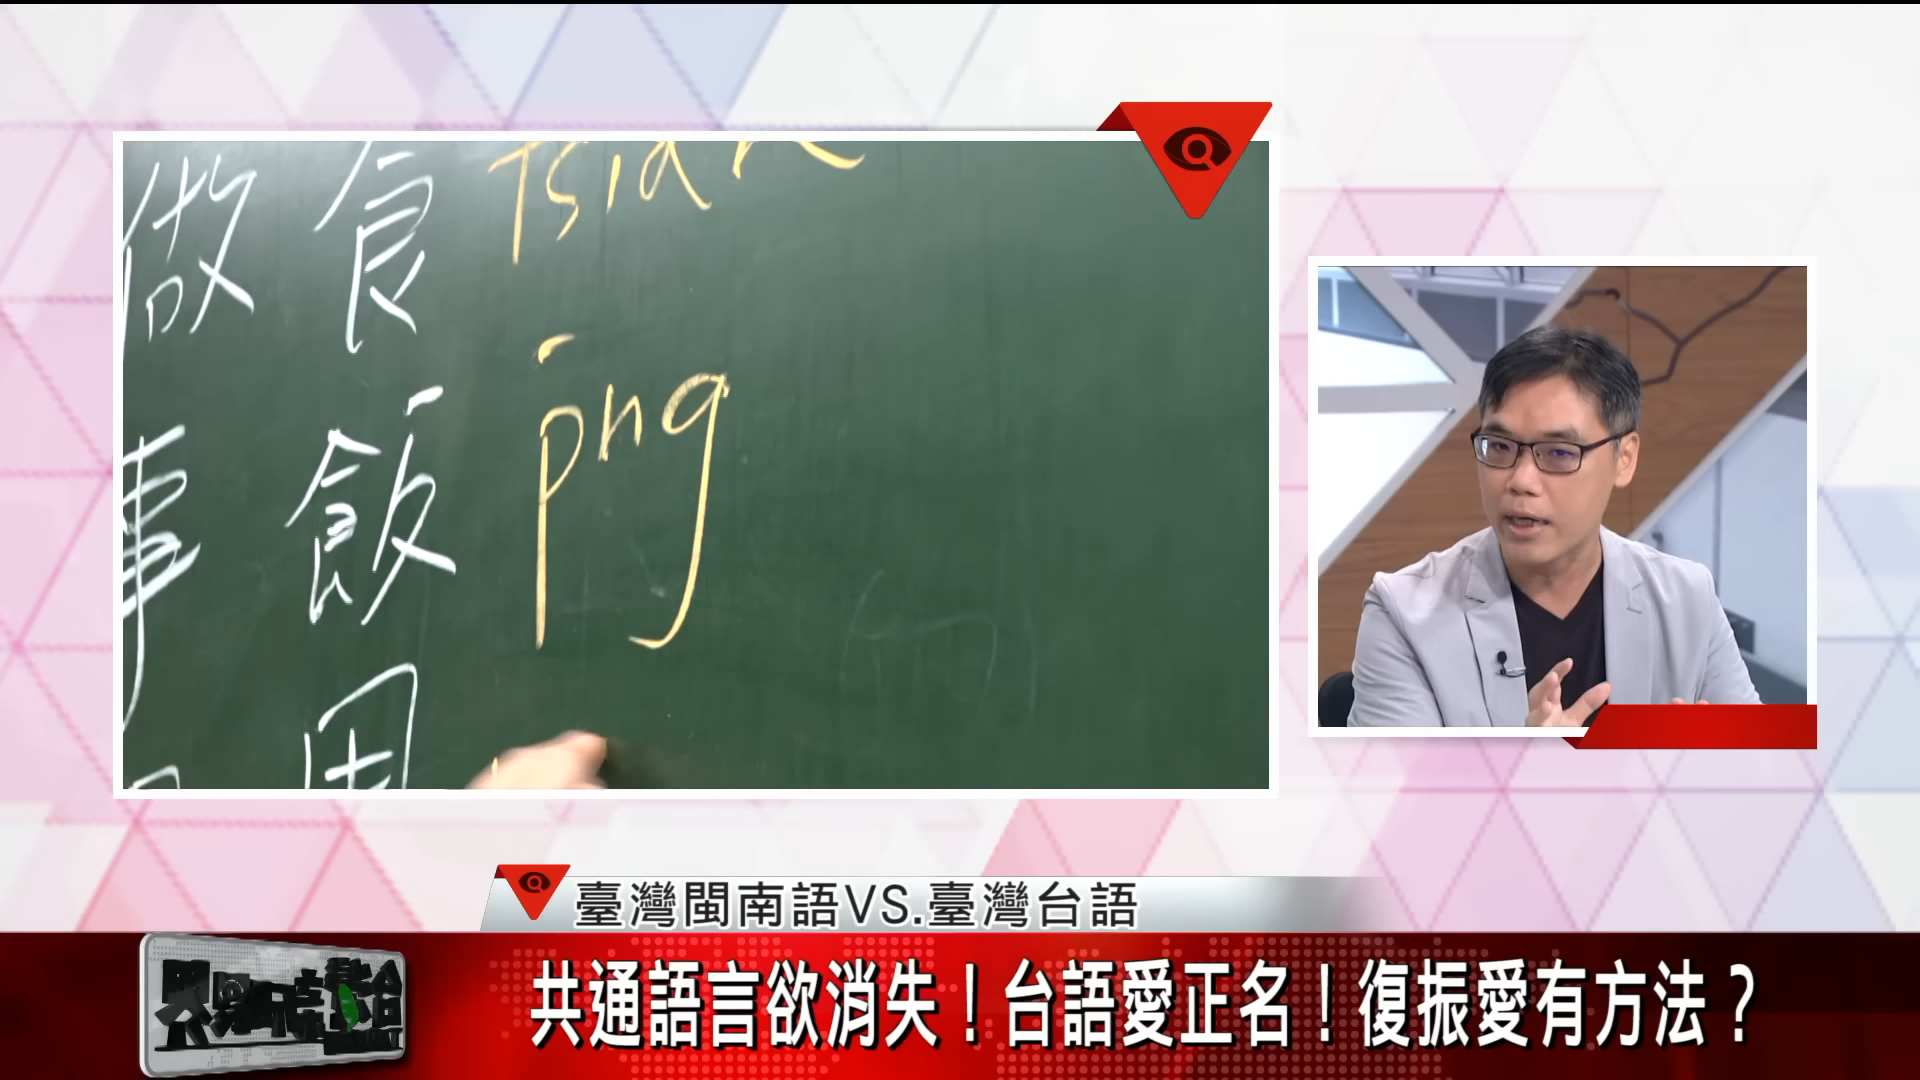 做 食 Tsia̍h
事 飯 pn̄g
臺灣閩南語VS.臺灣台語
共通語言欲消失！台語愛正名！復振愛有方法？